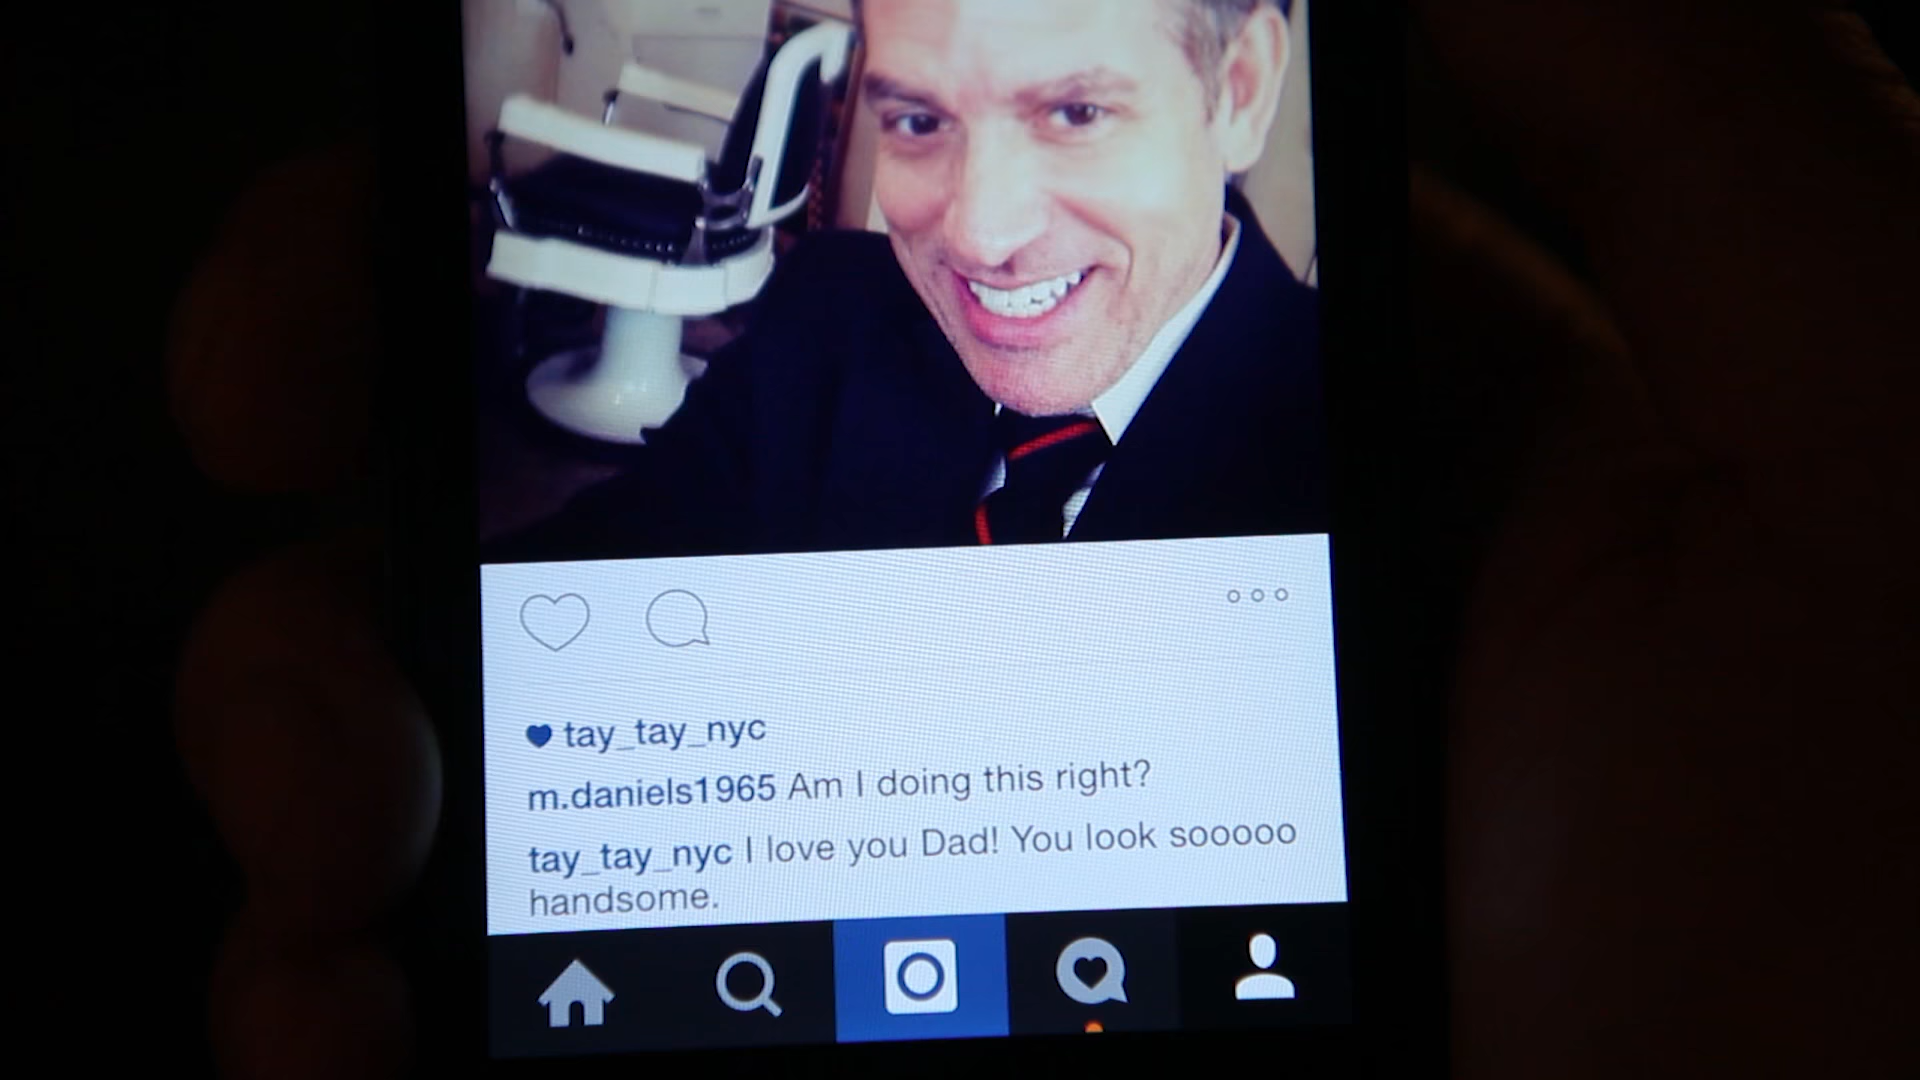 tay_tay_nyc
m.daniels1965 Am I doing this right?
tay_tay_nyc I love you Dad! You look sooooo
handsome.